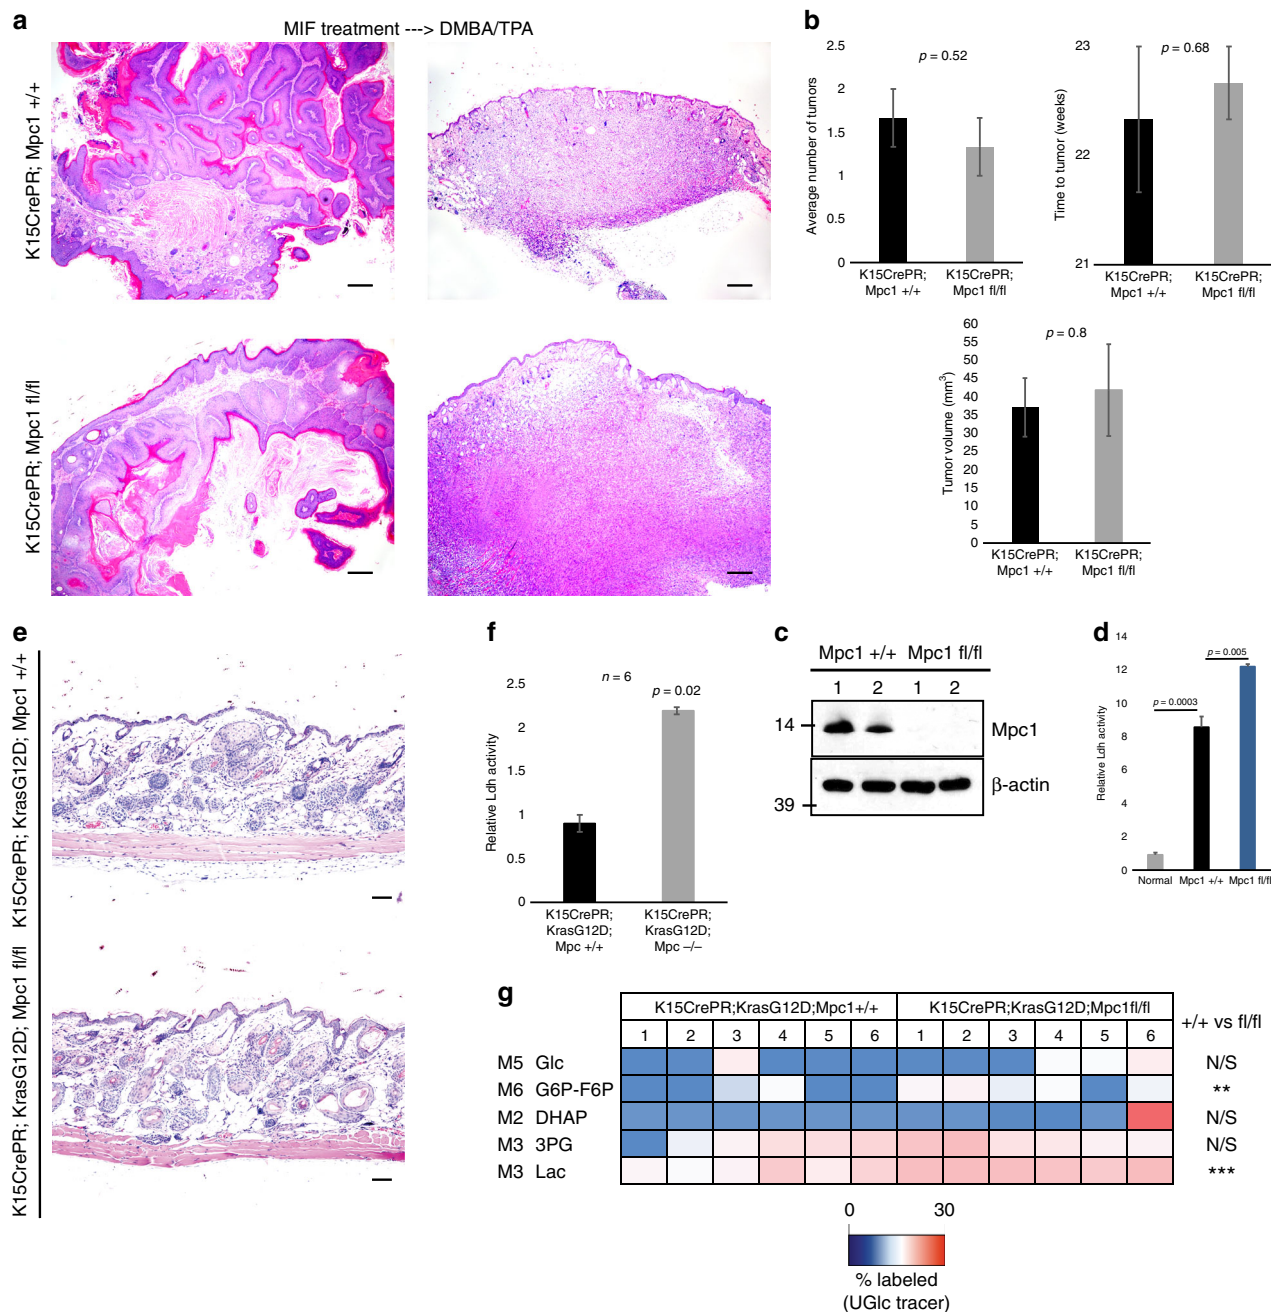 a
MIF treatment ---> DMBA/TPA
K15CrePR; Mpc1 +/+
K15CrePR; Mpc1 fl/fl
b
Average number of tumors
2.5
2
1.5
1
0.5
0
p = 0.52
K15CrePR;
Mpc1 +/+
K15CrePR;
Mpc1 fl/fl
Time to tumor (weeks)
23
22
21
p = 0.68
K15CrePR;
Mpc1 +/+
K15CrePR;
Mpc1 fl/fl
Tumor volume (mm³)
60
55
50
45
40
35
30
25
20
15
10
5
0
p = 0.8
K15CrePR;
Mpc1 +/+
K15CrePR;
Mpc1 fl/fl
e
K15CrePR; KrasG12D; Mpc1 +/+
K15CrePR; KrasG12D; Mpc1 fl/fl
f
Relative Ldh activity
2.5
2
1.5
1
0.5
0
n = 6
p = 0.02
K15CrePR;
KrasG12D;
Mpc +/+
K15CrePR;
KrasG12D;
Mpc –/–
c
Mpc1 +/+ Mpc1 fl/fl
1 2 1 2
14
Mpc1
β-actin
39
d
Relative Ldh activity
14
12
10
8
6
4
2
0
p = 0.005
p = 0.0003
Normal Mpc1 +/+ Mpc1 fl/fl
g
K15CrePR;KrasG12D;Mpc1+/+ K15CrePR;KrasG12D;Mpc1fl/fl
+/+ vs fl/fl
1 2 3 4 5 6 1 2 3 4 5 6
M5 Glc N/S
M6 G6P-F6P **
M2 DHAP N/S
M3 3PG N/S
M3 Lac ***
0 30
% labeled
(UGlc tracer)